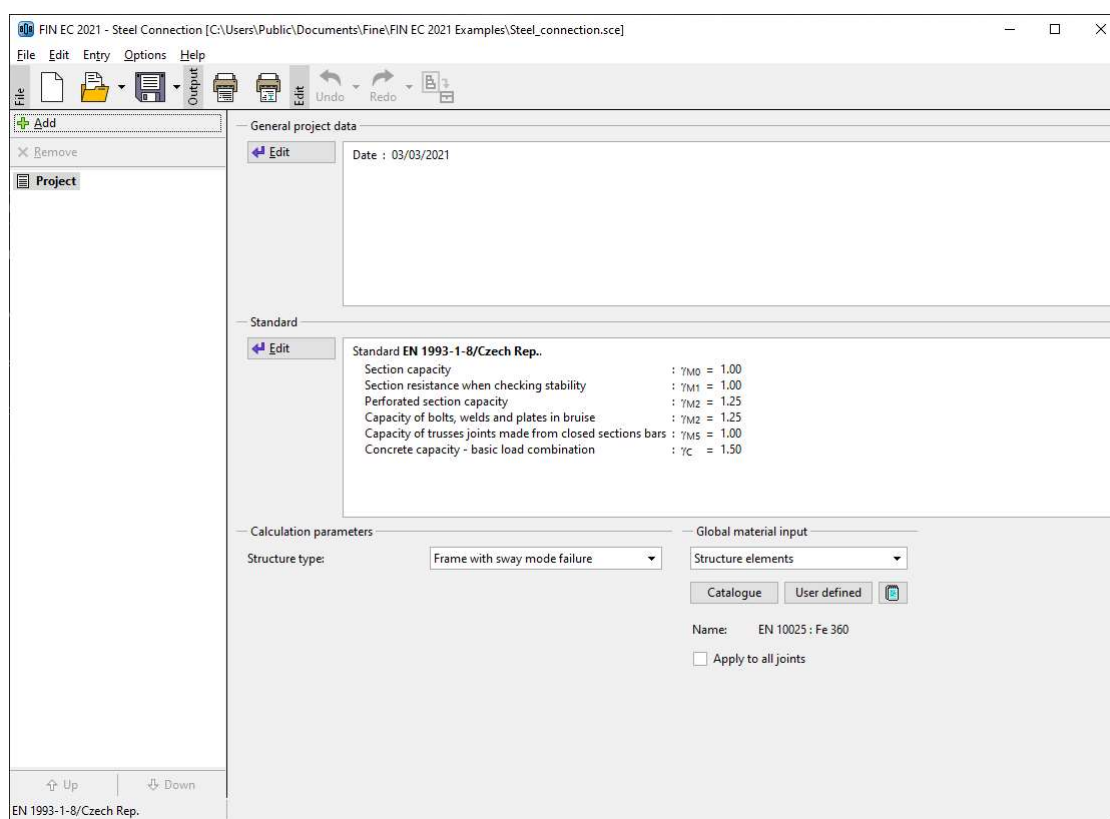 FIN EC 2021 - Steel Connection [C:\Users\Public\Documents\Fine\FIN EC 2021 Examples\Steel_connection.sce]
File Edit Entry Options Help
File
Output
Edit
Undo
Redo
Add
Remove
Project
General project data
Edit
Date : 03/03/2021
Standard
Edit
Standard EN 1993-1-8/Czech Rep..
Section capacity : γM0 = 1.00
Section resistance when checking stability : γM1 = 1.00
Perforated section capacity : γM2 = 1.25
Capacity of bolts, welds and plates in bruise : γM2 = 1.25
Capacity of trusses joints made from closed sections bars : γM5 = 1.00
Concrete capacity - basic load combination : γC = 1.50
Calculation parameters
Structure type: Frame with sway mode failure
Global material input
Structure elements
Catalogue User defined
Name: EN 10025 : Fe 360
Apply to all joints
Up Down
EN 1993-1-8/Czech Rep.